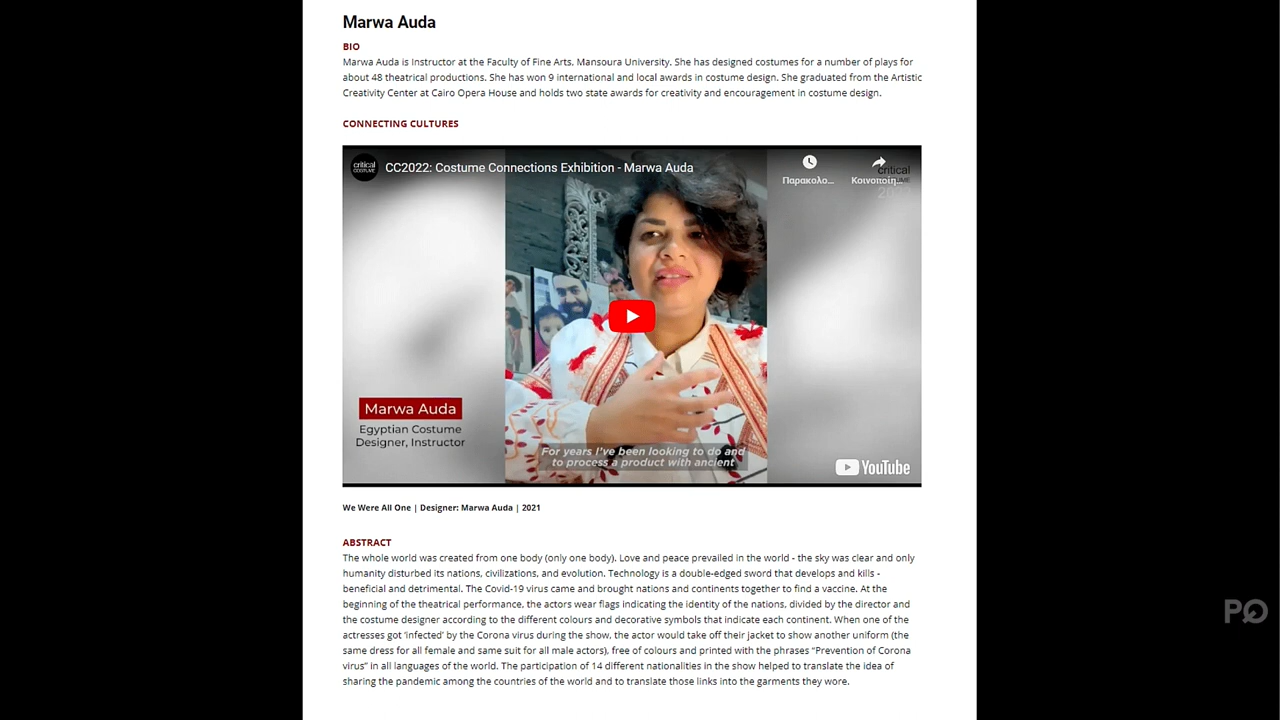 Marwa Auda
BIO
Marwa Auda is Instructor at the Faculty of Fine Arts, Mansoura University. She has designed costumes for a number of plays for
about 48 theatrical productions. She has won 9 international and local awards in costume design. She graduated from the Artistic
Creativity Center at Cairo Opera House and holds two state awards for creativity and encouragement in costume design.
CONNECTING CULTURES
critical
COSTUME
CC2022: Costume Connections Exhibition - Marwa Auda
Παρακολο...
Κοινοποίη...
critical
Marwa Auda
Egyptian Costume
Designer, Instructor
For years I've been looking to do and
to process a product with ancient
YouTube
We Were All One | Designer: Marwa Auda | 2021
ABSTRACT
The whole world was created from one body (only one body). Love and peace prevailed in the world - the sky was clear and only
humanity disturbed its nations, civilizations, and evolution. Technology is a double-edged sword that develops and kills -
beneficial and detrimental. The Covid-19 virus came and brought nations and continents together to find a vaccine. At the
beginning of the theatrical performance, the actors wear flags indicating the identity of the nations, divided by the director and
the costume designer according to the different colours and decorative symbols that indicate each continent. When one of the
actresses got 'infected' by the Corona virus during the show, the actor would take off their jacket to show another uniform (the
same dress for all female and same suit for all male actors), free of colours and printed with the phrases "Prevention of Corona
virus" in all languages of the world. The participation of 14 different nationalities in the show helped to translate the idea of
sharing the pandemic among the countries of the world and to translate those links into the garments they wore.
PQ